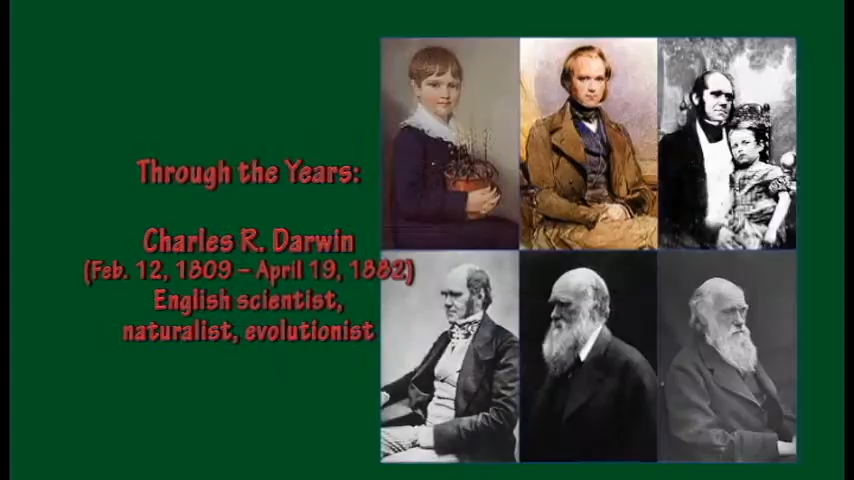 Through the Years:
Charles R. Darwin
(Feb. 12, 1809 – April 19, 1882)
English scientist,
naturalist, evolutionist